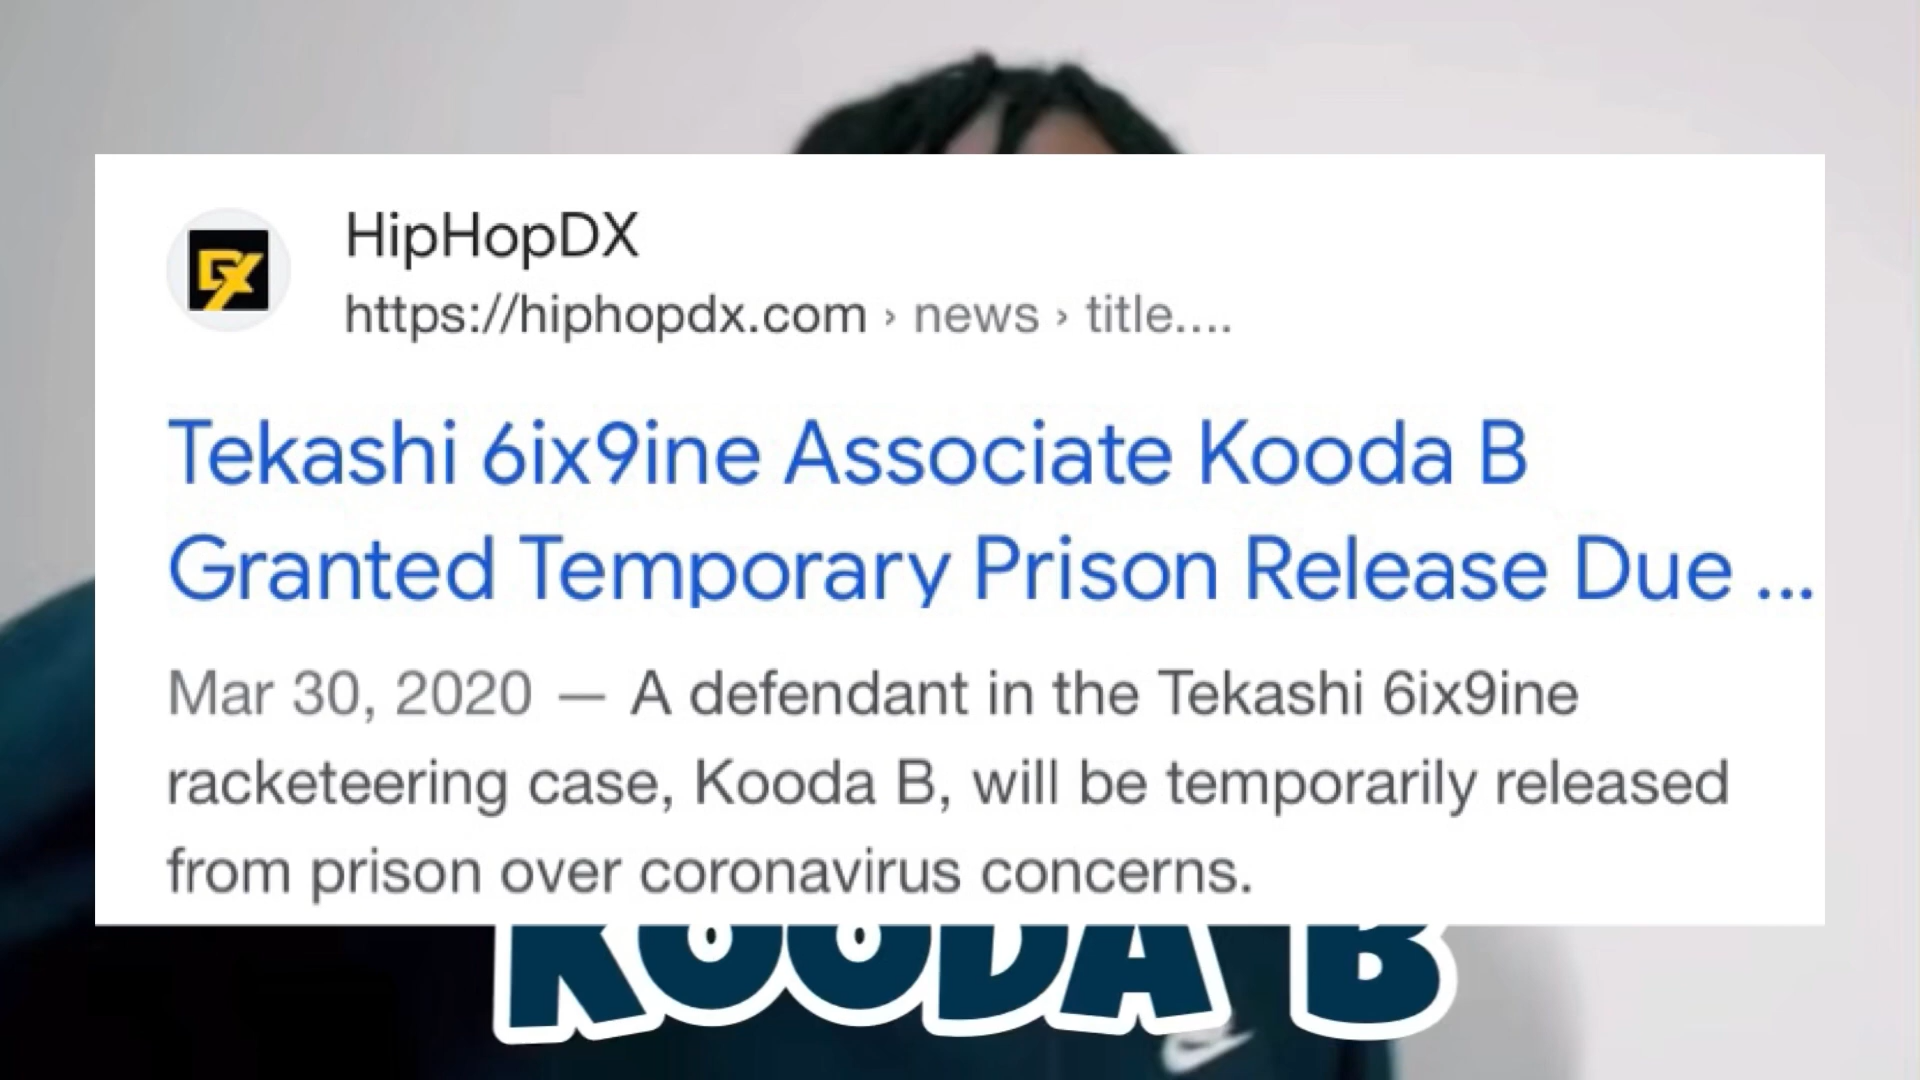 DX
HipHopDX
https://hiphopdx.com › news › title....
Tekashi 6ix9ine Associate Kooda B
Granted Temporary Prison Release Due ...
Mar 30, 2020 — A defendant in the Tekashi 6ix9ine
racketeering case, Kooda B, will be temporarily released
from prison over coronavirus concerns.
KOODA B